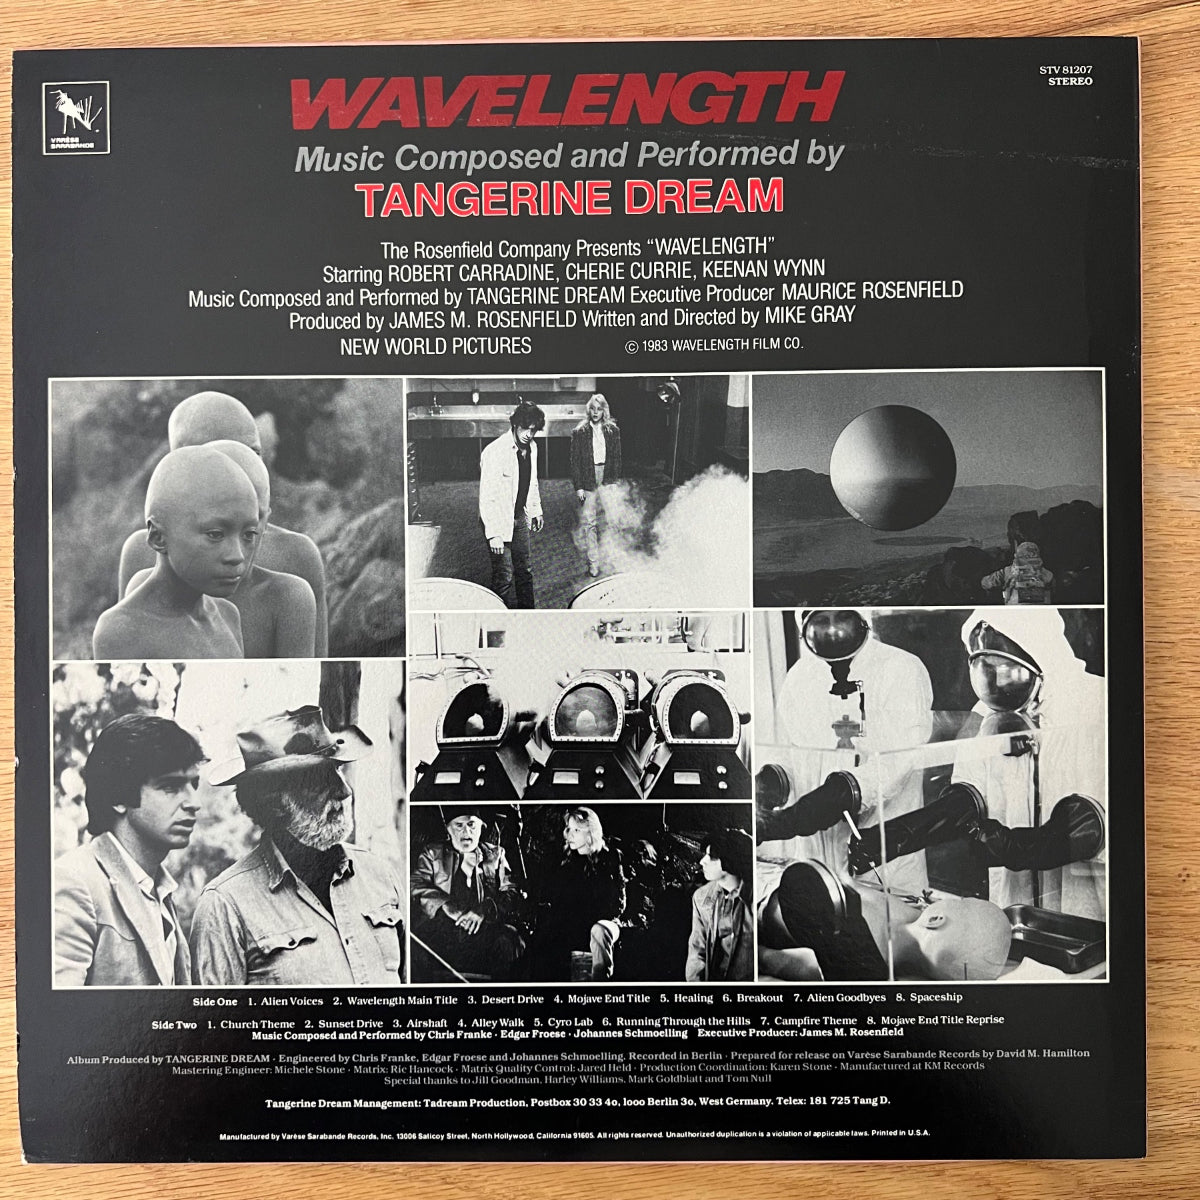 VARÈSE
SARABANDE
STV 81207
STEREO
WAVELENGTH
Music Composed and Performed by
TANGERINE DREAM
The Rosenfield Company Presents “WAVELENGTH”
Starring ROBERT CARRADINE, CHERIE CURRIE, KEENAN WYNN
Music Composed and Performed by TANGERINE DREAM Executive Producer MAURICE ROSENFIELD
Produced by JAMES M. ROSENFIELD Written and Directed by MIKE GRAY
NEW WORLD PICTURES © 1983 WAVELENGTH FILM CO.
Side One 1. Alien Voices 2. Wavelength Main Title 3. Desert Drive 4. Mojave End Title 5. Healing 6. Breakout 7. Alien Goodbyes 8. Spaceship
Side Two 1. Church Theme 2. Sunset Drive 3. Airshaft 4. Alley Walk 5. Cyro Lab 6. Running Through the Hills 7. Campfire Theme 8. Mojave End Title Reprise
Music Composed and Performed by Chris Franke · Edgar Froese · Johannes Schmoelling Executive Producer: James M. Rosenfield
Album Produced by TANGERINE DREAM · Engineered by Chris Franke, Edgar Froese and Johannes Schmoelling. Recorded in Berlin · Prepared for release on Varèse Sarabande Records by David M. Hamilton
Mastering Engineer: Michele Stone · Matrix: Ric Hancock · Matrix Quality Control: Jared Held · Production Coordination: Karen Stone · Manufactured at KM Records
Special thanks to Jill Goodman, Harley Williams, Mark Goldblatt and Tom Null
Tangerine Dream Management: Tadream Production, Postbox 30 33 40, 1000 Berlin 30, West Germany. Telex: 181 725 Tang D.
Manufactured by Varèse Sarabande Records, Inc. 13006 Saticoy Street, North Hollywood, California 91605. All rights reserved. Unauthorized duplication is a violation of applicable laws. Printed in U.S.A.